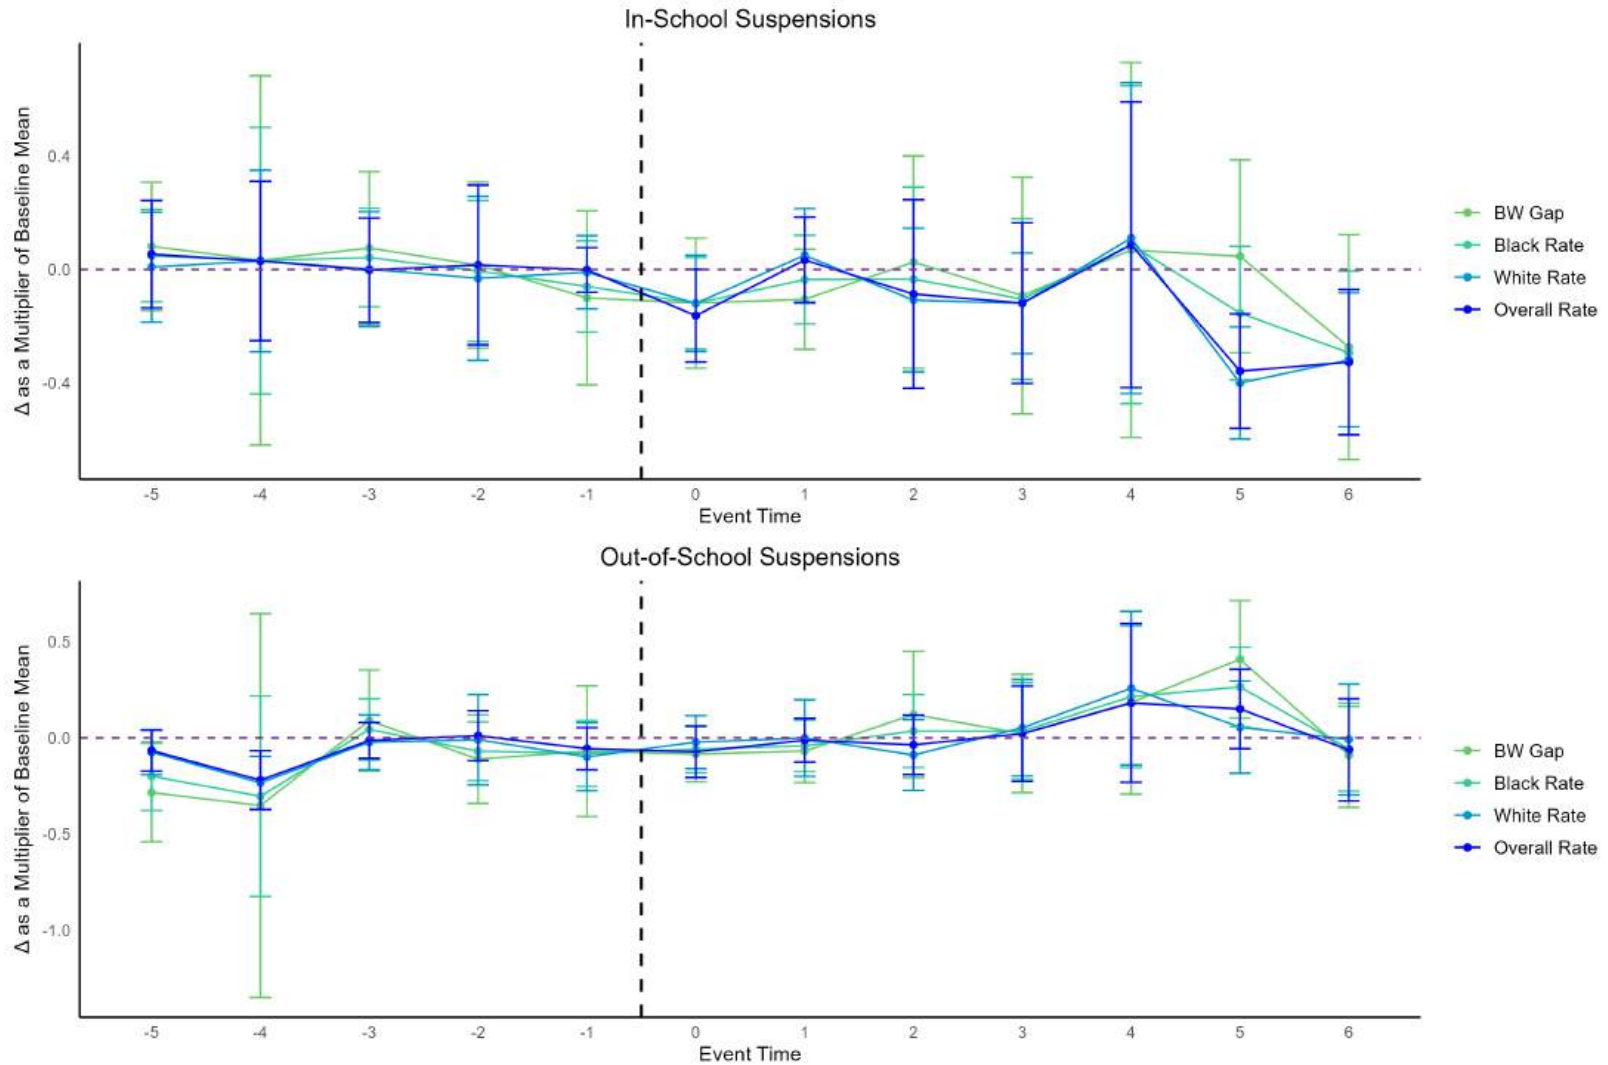 In-School Suspensions
Δ as a Multiplier of Baseline Mean
0.4
0.0
-0.4
-5 -4 -3 -2 -1 0 1 2 3 4 5 6
Event Time
BW Gap
Black Rate
White Rate
Overall Rate
Out-of-School Suspensions
Δ as a Multiplier of Baseline Mean
0.5
0.0
-0.5
-1.0
-5 -4 -3 -2 -1 0 1 2 3 4 5 6
Event Time
BW Gap
Black Rate
White Rate
Overall Rate